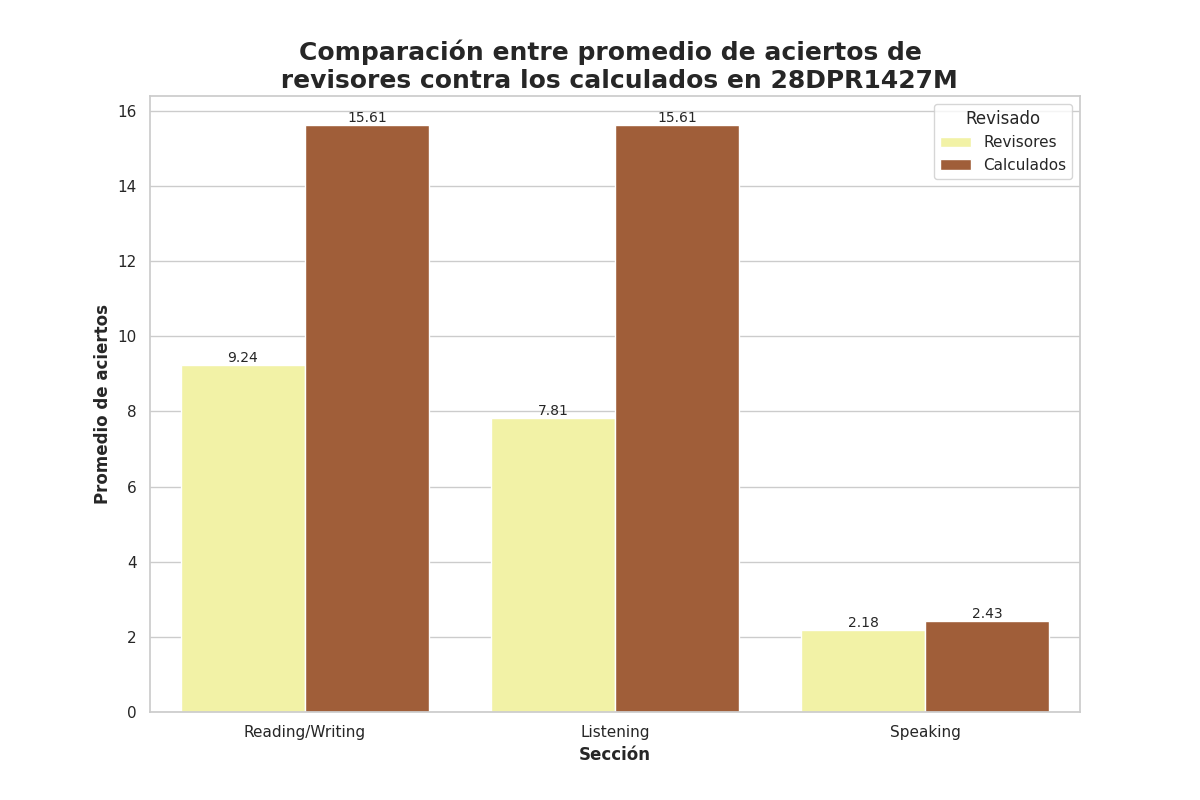 Comparación entre promedio de aciertos de
revisores contra los calculados en 28DPR1427M
Revisado
Revisores
Calculados
Promedio de aciertos
16
14
12
10
8
6
4
2
0
15.61
15.61
9.24
7.81
2.18
2.43
Reading/Writing
Listening
Speaking
Sección